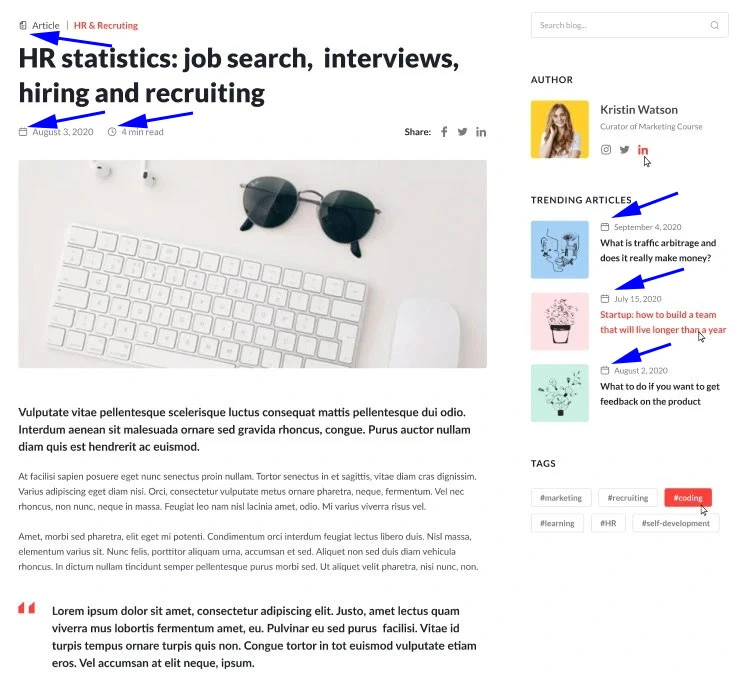 Article | HR & Recruting
HR statistics: job search, interviews,
hiring and recruiting
August 3, 2020 4 min read Share:
Vulputate vitae pellentesque scelerisque luctus consequat mattis pellentesque dui odio.
Interdum aenean sit malesuada ornare sed gravida rhoncus, congue. Purus auctor nullam
diam quis est hendrerit ac euismod.
At facilisi sapien posuere eget nunc senectus proin nullam. Tortor senectus in et sagittis, vitae diam cras dignissim.
Varius adipiscing eget diam nisi. Orci, consectetur vulputate metus ornare pharetra, neque, fermentum. Vel nec
rhoncus, non nunc, neque in massa. Feugiat leo nam nisl lacinia amet, odio. Mi varius viverra risus vel.
Amet, morbi sed pharetra, elit eget mi potenti. Condimentum orci interdum feugiat lectus libero duis. Nisl massa,
elementum varius sit. Nunc felis, porttitor aliquam urna, accumsan et sed. Aliquet non sed duis diam vehicula
rhoncus. In dictum nullam tincidunt semper pellentesque purus morbi sed. Ut aliquet velit pharetra, nisi nunc, non.
Lorem ipsum dolor sit amet, consectetur adipiscing elit. Justo, amet lectus quam
viverra mus lobortis fermentum amet, eu. Pulvinar eu sed purus facilisi. Vitae id
turpis tempus ornare turpis quis non. Congue tortor in tot euismod vulputate etiam
eros. Vel accumsan at elit neque, ipsum.
Search blog...
AUTHOR
Kristin Watson
Curator of Marketing Course
TRENDING ARTICLES
September 4, 2020
What is traffic arbitrage and
does it really make money?
July 15, 2020
Startup: how to build a team
that will live longer than a year
August 2, 2020
What to do if you want to get
feedback on the product
TAGS
#marketing #recruiting #coding
#learning #HR #self-development